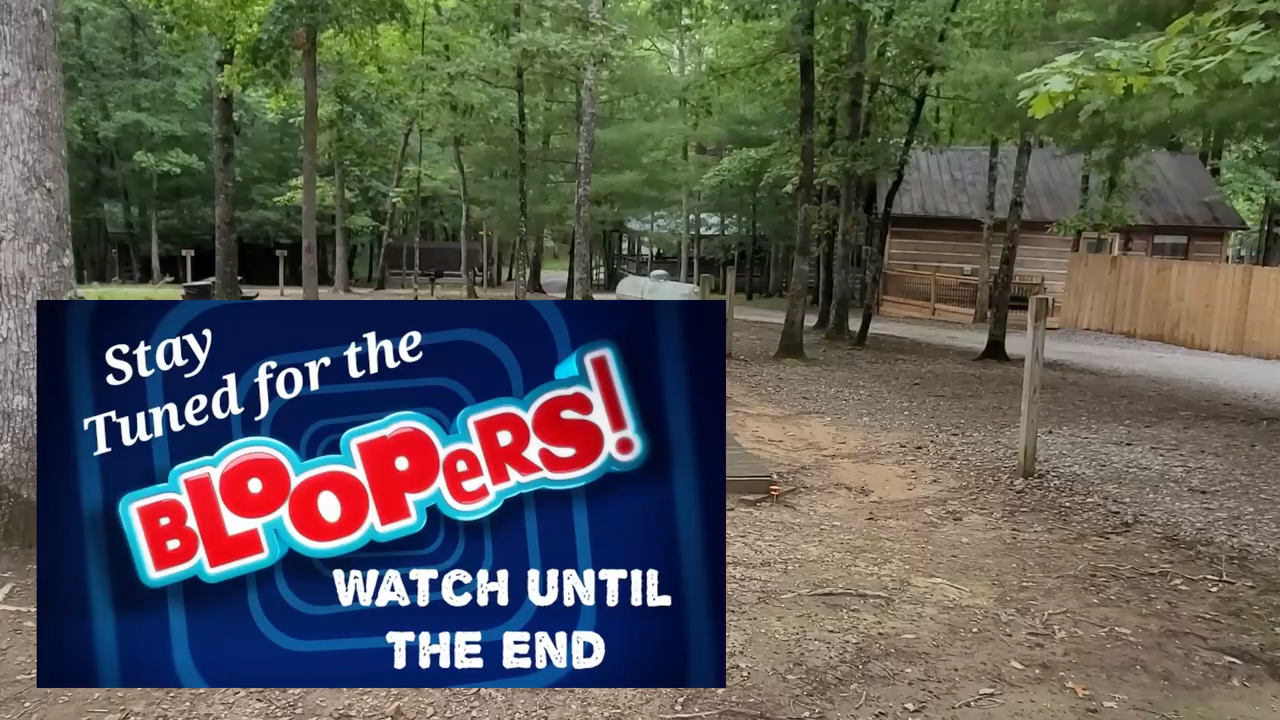 Stay
Tuned for the
BLOOPeRS!
WATCH UNTIL
THE END